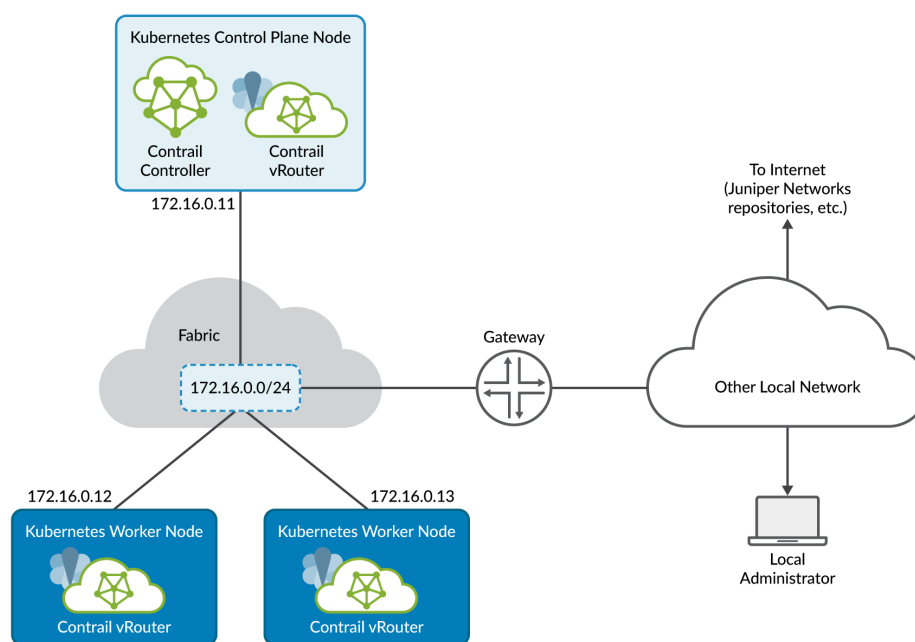 Kubernetes Control Plane Node
Contrail
Controller
Contrail
vRouter
172.16.0.11
To Internet
(Juniper Networks
repositories, etc.)
Fabric
172.16.0.0/24
Gateway
Other Local Network
172.16.0.12
172.16.0.13
Kubernetes Worker Node
Contrail vRouter
Kubernetes Worker Node
Contrail vRouter
Local
Administrator